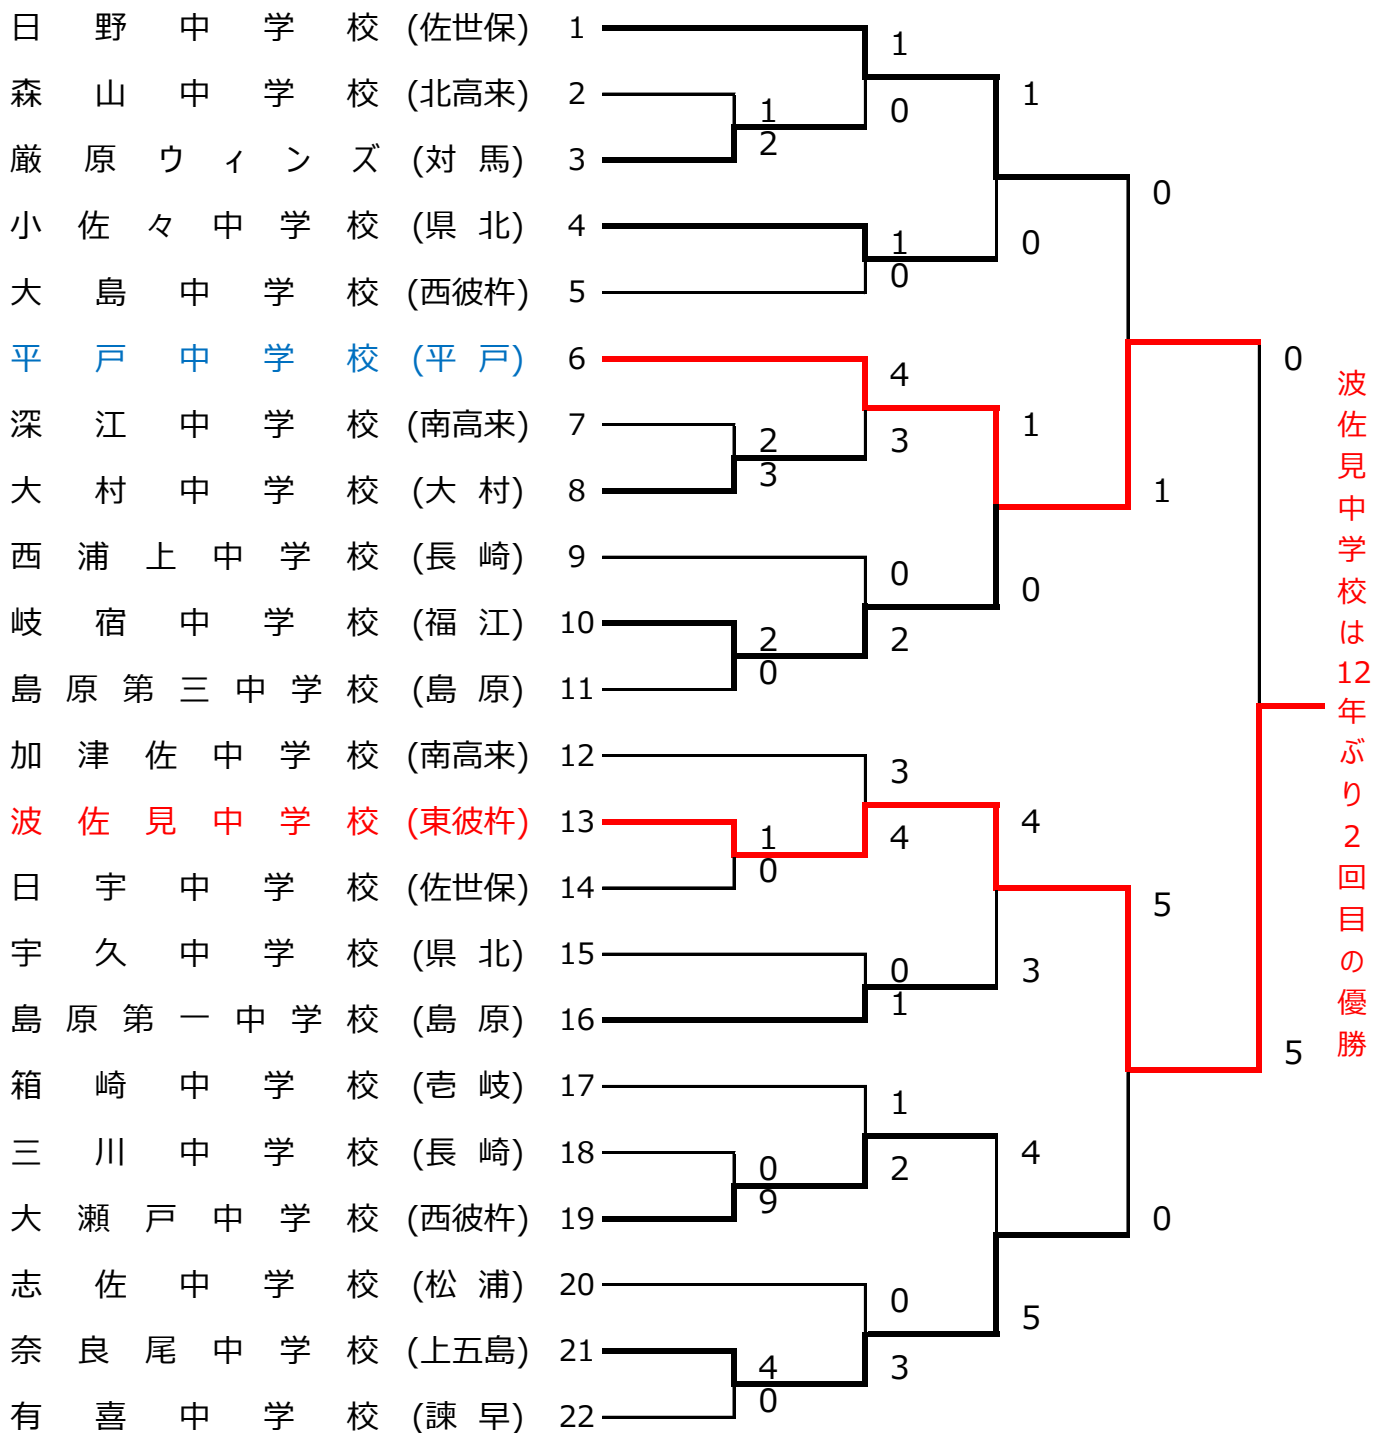 日野中学校 (佐世保) 1
森山中学校 (北高来) 2
厳原ウィンズ (対馬) 3
小佐々中学校 (県北) 4
大島中学校 (西彼杵) 5
平戸中学校 (平戸) 6
深江中学校 (南高来) 7
大村中学校 (大村) 8
西浦上中学校 (長崎) 9
岐宿中学校 (福江) 10
島原第三中学校 (島原) 11
加津佐中学校 (南高来) 12
波佐見中学校 (東彼杵) 13
日宇中学校 (佐世保) 14
宇久中学校 (県北) 15
島原第一中学校 (島原) 16
箱崎中学校 (壱岐) 17
三川中学校 (長崎) 18
大瀬戸中学校 (西彼杵) 19
志佐中学校 (松浦) 20
奈良尾中学校 (上五島) 21
有喜中学校 (諫早) 22
1
2
2
3
2
0
1
0
0
9
4
0
1
0
1
0
4
3
0
2
3
4
0
1
1
2
0
3
1
0
1
0
4
3
4
5
0
1
5
0
0
5
波佐見中学校は12年ぶり2回目の優勝